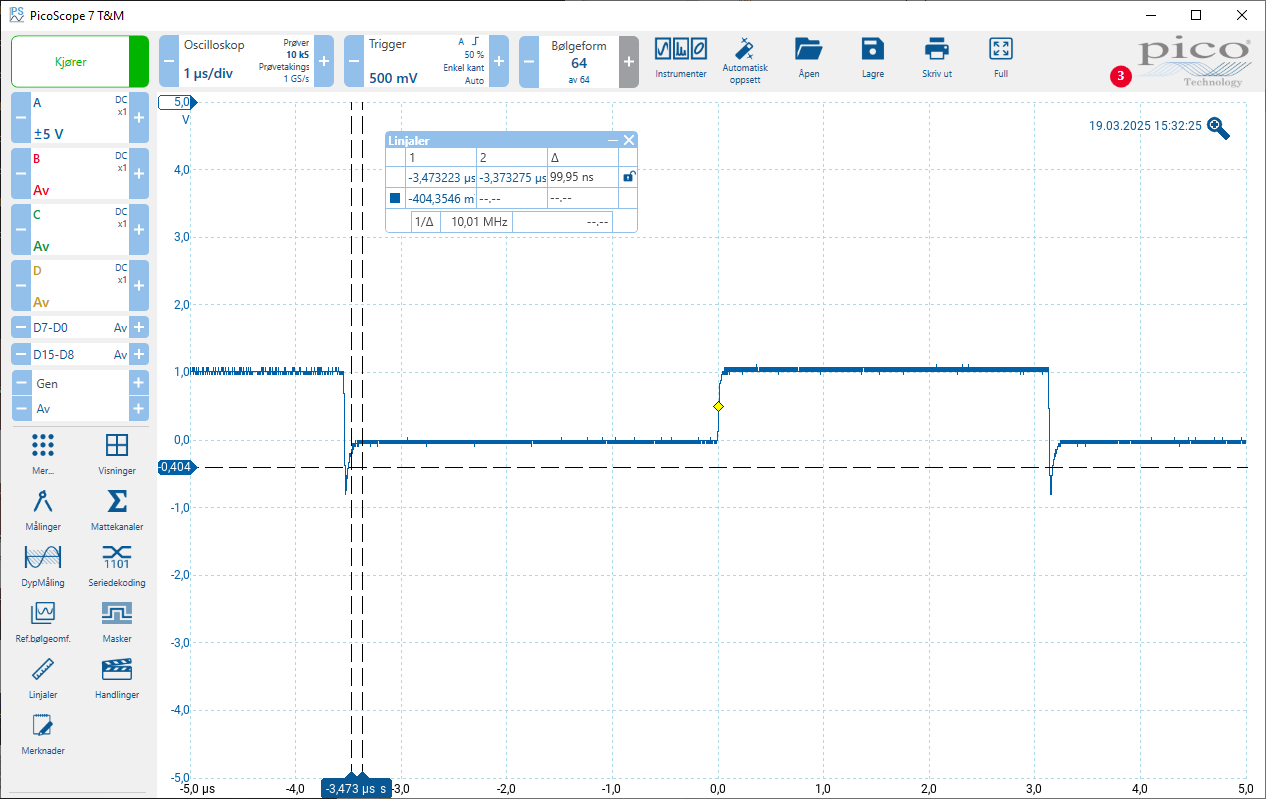 PicoScope 7 T&M
Kjører
Oscilloskop
1 µs/div
Prøver
10 kS
Prøvetakings
1 GS/s
Trigger
500 mV
A
50 %
Enkel kant
Auto
Bølgeform
64
av 64
Instrumenter
Automatisk
oppsett
Åpen
Lagre
Skriv ut
Full
3
pico
Technology
A
DC
x1
±5 V
B
DC
x1
Av
C
DC
x1
Av
D
DC
x1
Av
D7-D0 Av
D15-D8 Av
Gen
Av
Mer...
Visninger
Målinger
Mattekanaler
DypMåling
1101
Seriedekoding
Ref.bølgeomf.
Masker
Linjaler
Handlinger
Merknader
5,0
V
4,0
3,0
2,0
1,0
0,0
-0,404
-1,0
-2,0
-3,0
-4,0
-5,0
19.03.2025 15:32:25
Linjaler
1 2 Δ
-3,473223 µs -3,373275 µs 99,95 ns
-404,3546 m --.-- --.--
1/Δ 10,01 MHz --.--
-5,0 µs -4,0 -3,473 µs s -3,0 -2,0 -1,0 0,0 1,0 2,0 3,0 4,0 5,0